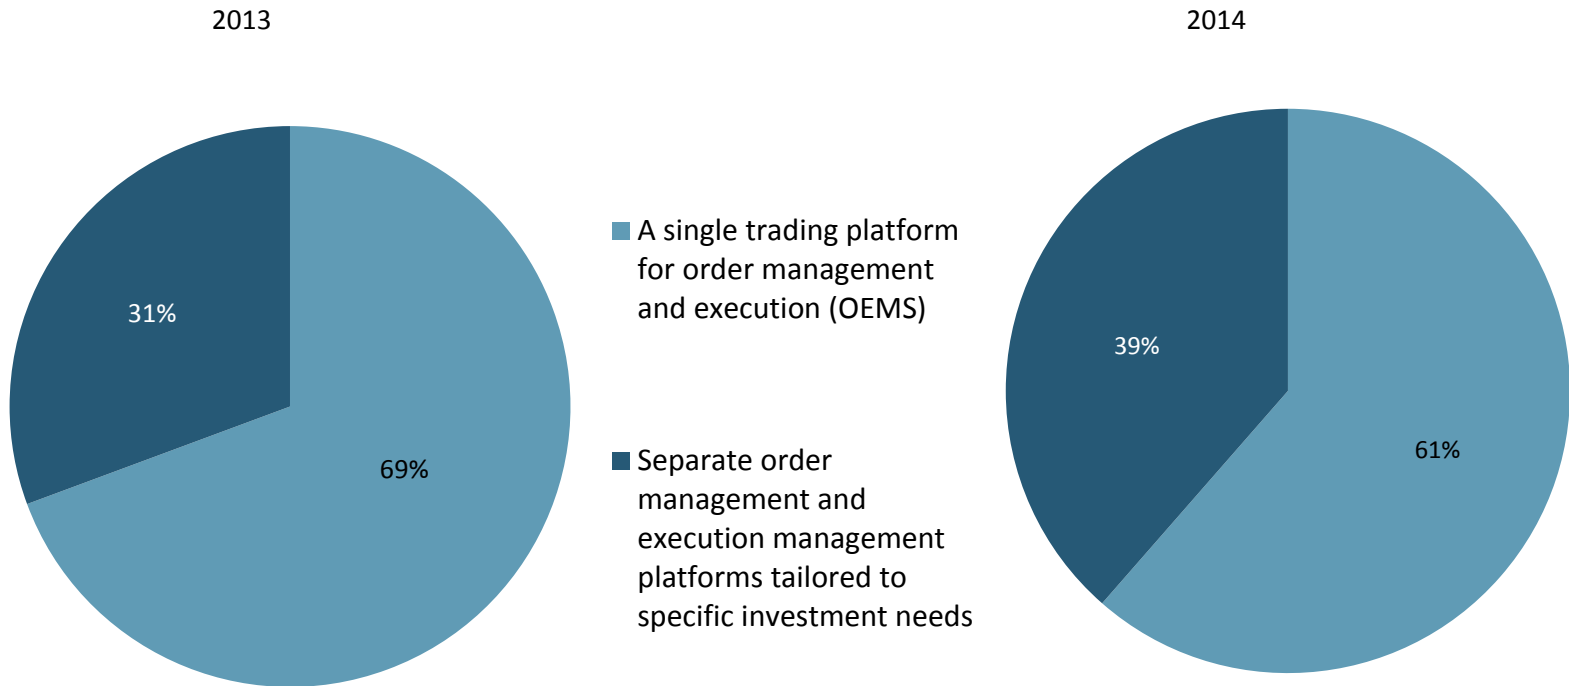 2013
2014
31%
69%
A single trading platform
for order management
and execution (OEMS)
Separate order
management and
execution management
platforms tailored to
specific investment needs
39%
61%